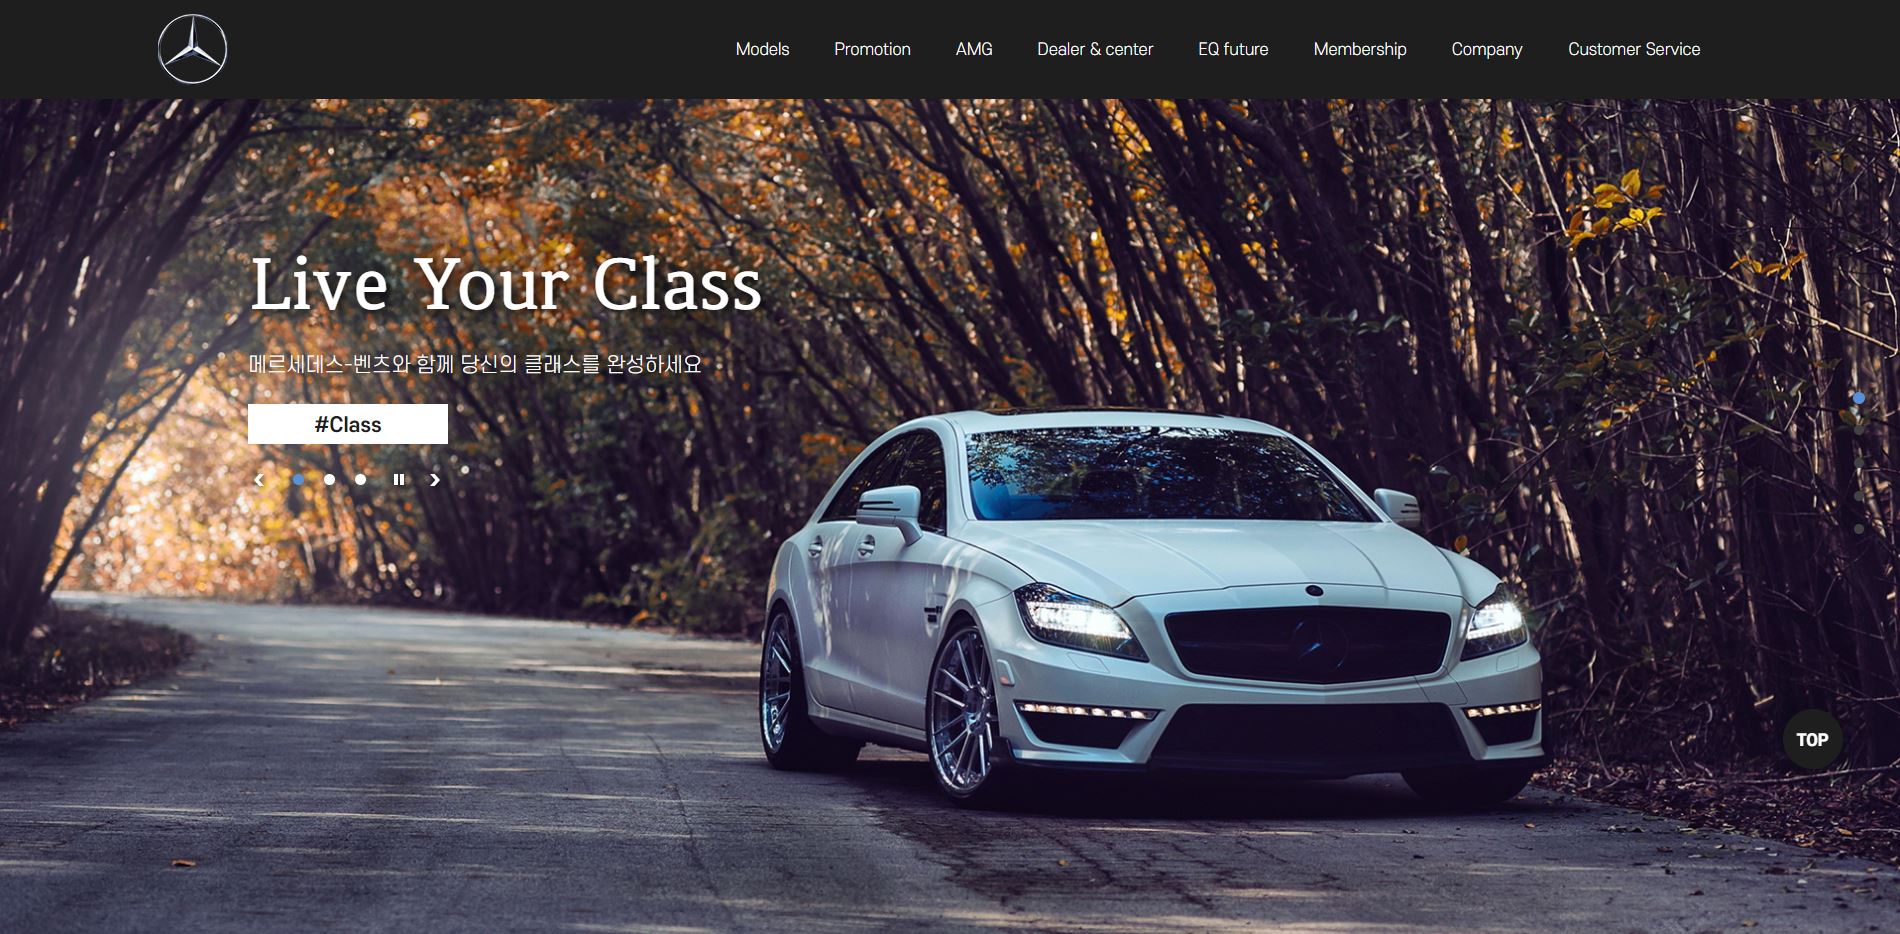 Models Promotion AMG Dealer & center EQ future Membership Company Customer Service
Live Your Class
메르세데스-벤츠와 함께 당신의 클래스를 완성하세요
#Class
TOP